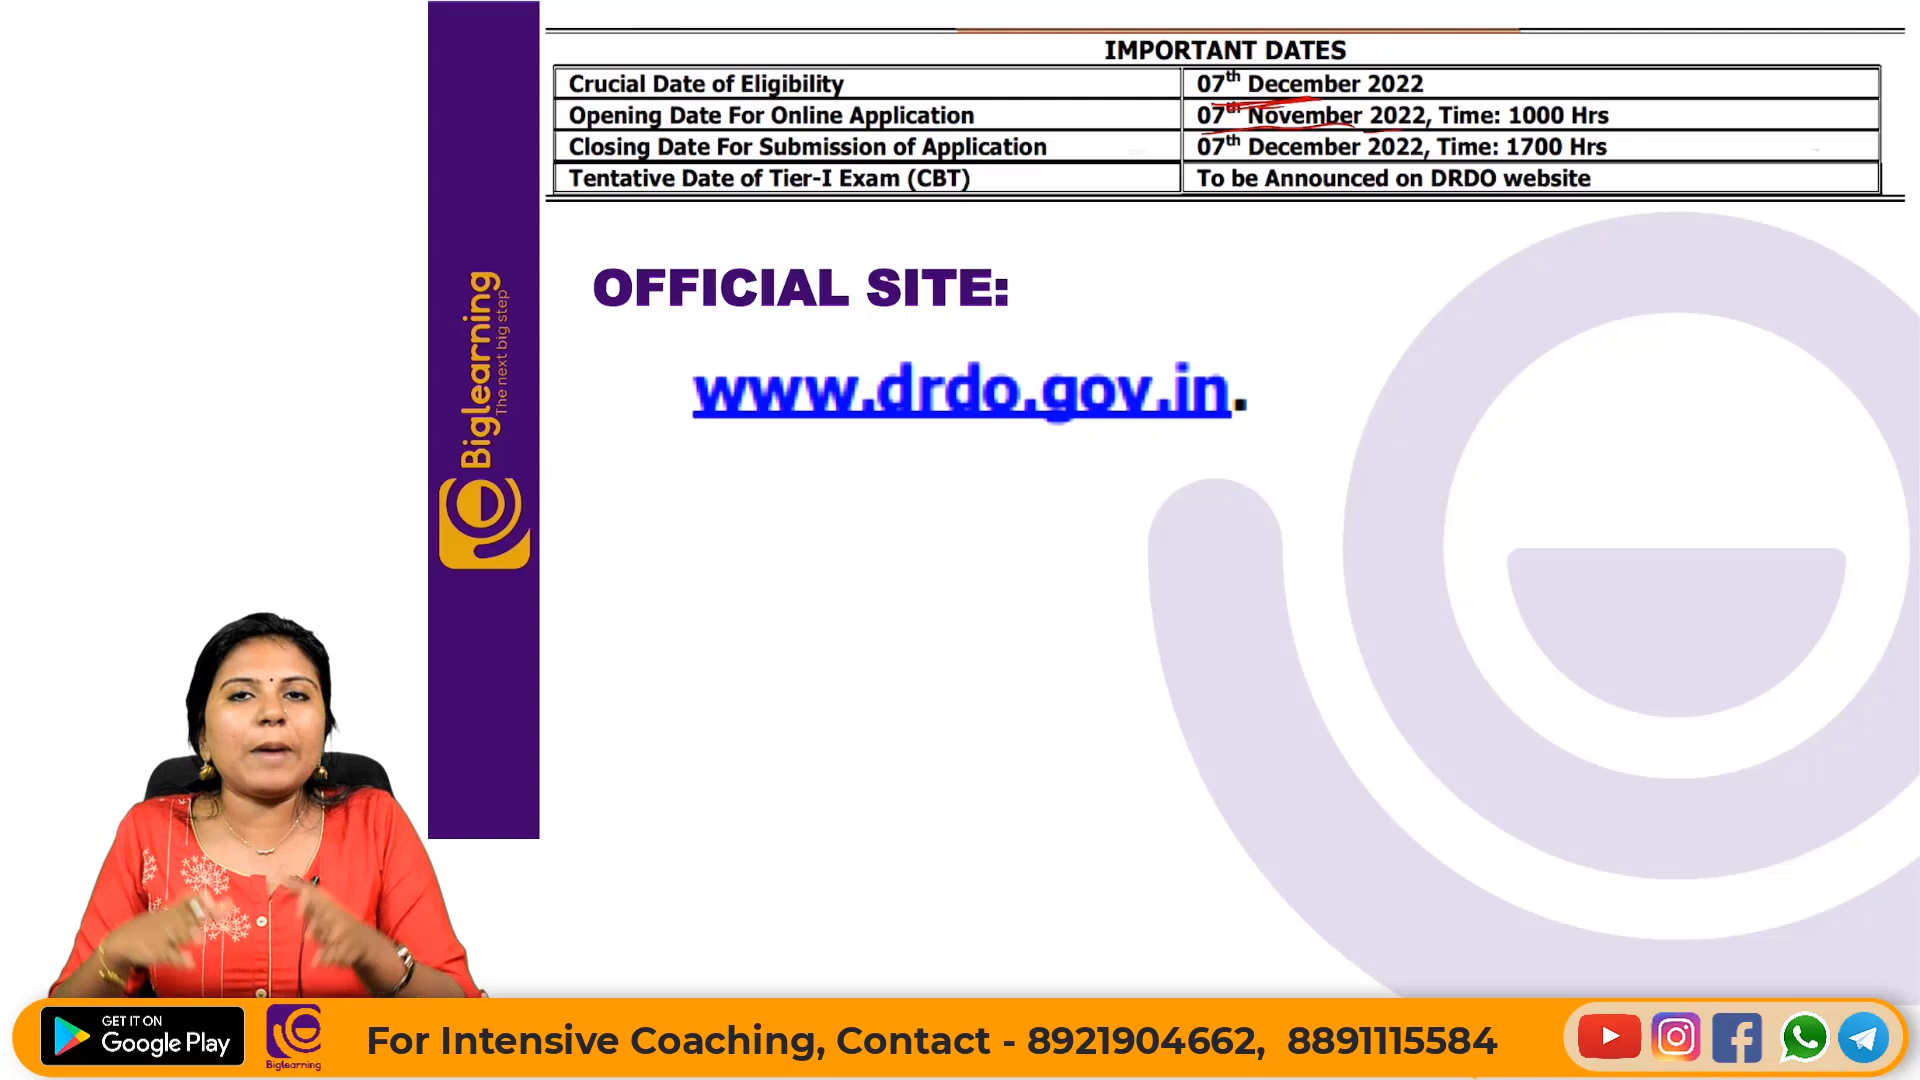 IMPORTANT DATES
Crucial Date of Eligibility 07th December 2022
Opening Date For Online Application 07th November 2022, Time: 1000 Hrs
Closing Date For Submission of Application 07th December 2022, Time: 1700 Hrs
Tentative Date of Tier-I Exam (CBT) To be Announced on DRDO website
OFFICIAL SITE:
www.drdo.gov.in.
Biglearning
The next big step
GET IT ON
Google Play
Biglearning
For Intensive Coaching, Contact - 8921904662, 8891115584